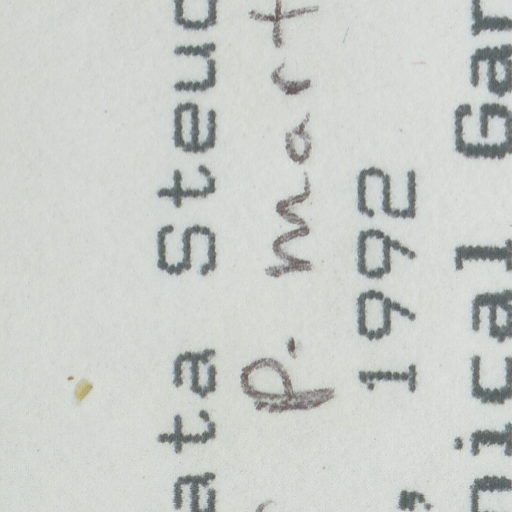 ata Steud
P. mart
, 1992
nical Gar